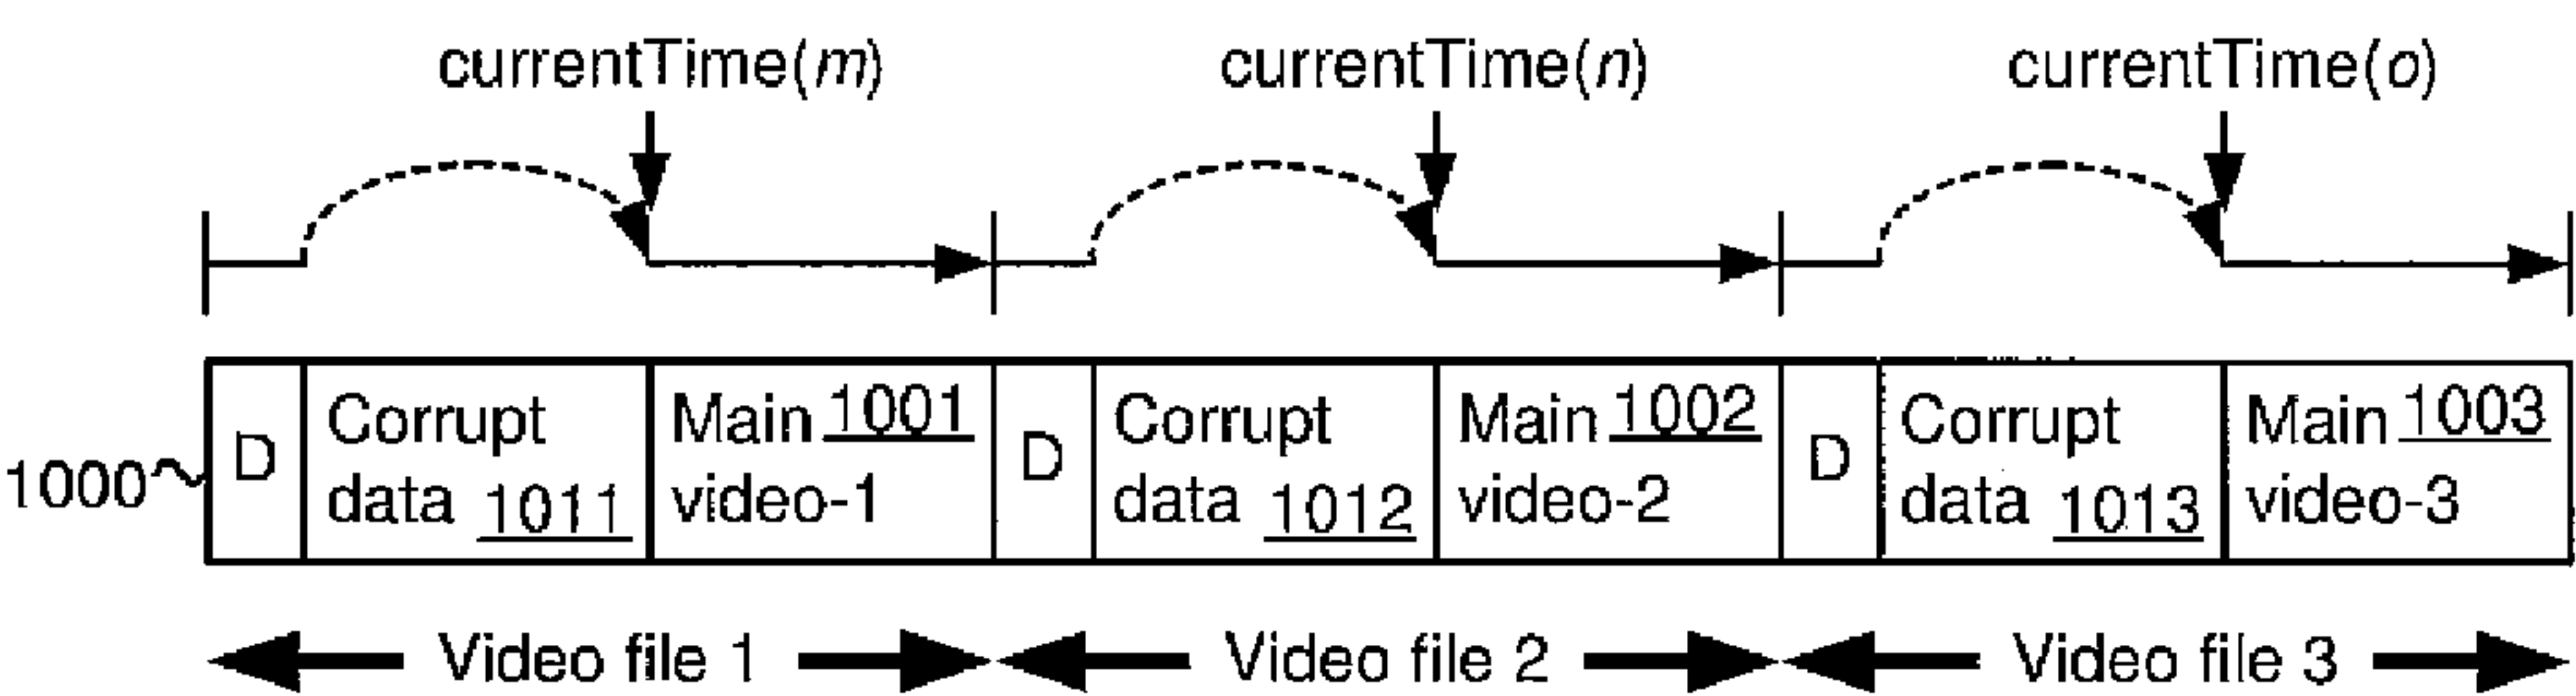 currentTime(m) currentTime(n) currentTime(o)
D Corrupt data 1011 Main 1001 video-1 D Corrupt data 1012 Main 1002 video-2 D Corrupt data 1013 Main 1003 video-3
1000
Video file 1 Video file 2 Video file 3